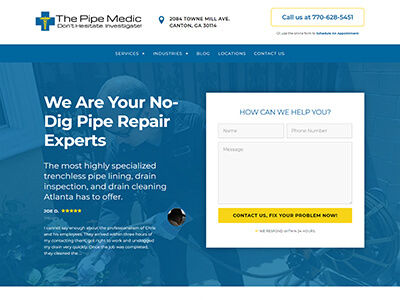 The Pipe Medic
Don't Hesitate Investigate!
2084 TOWNE MILL AVE.
CANTON, GA 30114
Call us at 770-628-5451
Or, use the online form to Schedule An Appointment
SERVICES
INDUSTRIES
BLOG
LOCATIONS
CONTACT US
We Are Your No-
Dig Pipe Repair
Experts
The most highly specialized
trenchless pipe lining, drain
inspection, and drain cleaning
Atlanta has to offer.
JOE D.
I cannot say enough about the professionalism of Chris
and his employees. They arrived within three hours of
my contacting them, got right to work and unclogged
my drain very quickly. Once the job was completed,
they cleaned the ...
HOW CAN WE HELP YOU?
Name
Phone Number
Message
CONTACT US, FIX YOUR PROBLEM NOW!
WE RESPOND WITHIN 24 HOURS